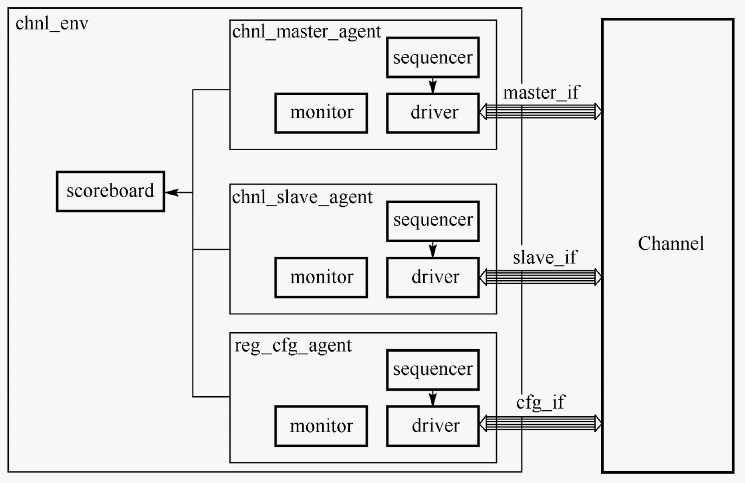 chnl_env
chnl_master_agent
sequencer
monitor
driver
master_if
scoreboard
chnl_slave_agent
sequencer
monitor
driver
slave_if
Channel
reg_cfg_agent
sequencer
monitor
driver
cfg_if